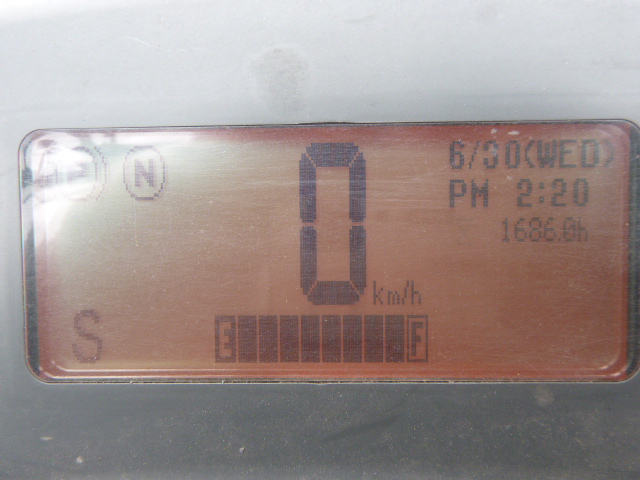 N
6/30(WED)
PM 2:20
1686.0h
0 km/h
S
E F